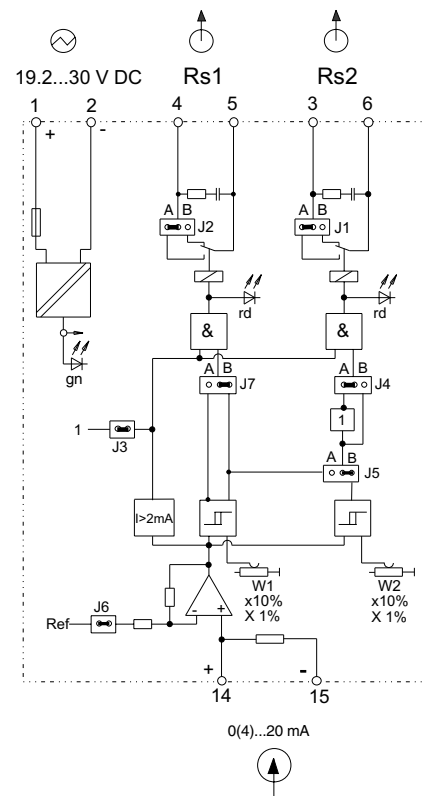 19.2...30 V DC Rs1 Rs2
1 2 4 5 3 6
+ -
A B J2 A B J1
rd rd
& &
gn
A B J7 A B J4
1 J3
1
A B J5
I>2mA
W1 W2
x10% x10%
X 1% X 1%
Ref J6
- +
+ -
14 15
0(4)...20 mA